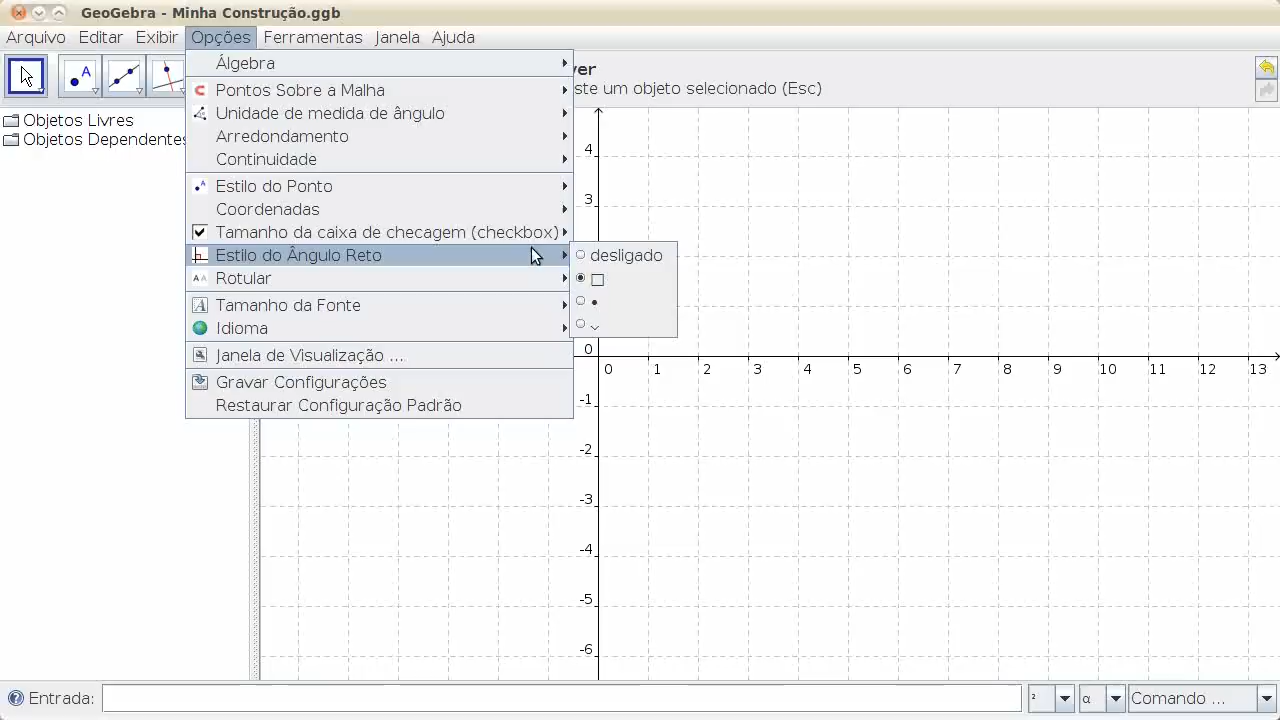 GeoGebra - Minha Construção.ggb
Arquivo Editar Exibir Opções Ferramentas Janela Ajuda
A
ver
ste um objeto selecionado (Esc)
Objetos Livres
Objetos Dependentes
Álgebra
Pontos Sobre a Malha
Unidade de medida de ângulo
Arredondamento
Continuidade
Estilo do Ponto
Coordenadas
Tamanho da caixa de checagem (checkbox)
Estilo do Ângulo Reto
Rotular
Tamanho da Fonte
Idioma
Janela de Visualização ...
Gravar Configurações
Restaurar Configuração Padrão
desligado
4
3
0
-1
-2
-3
-4
-5
-6
0 1 2 3 4 5 6 7 8 9 10 11 12 13
Entrada: ² α Comando ...